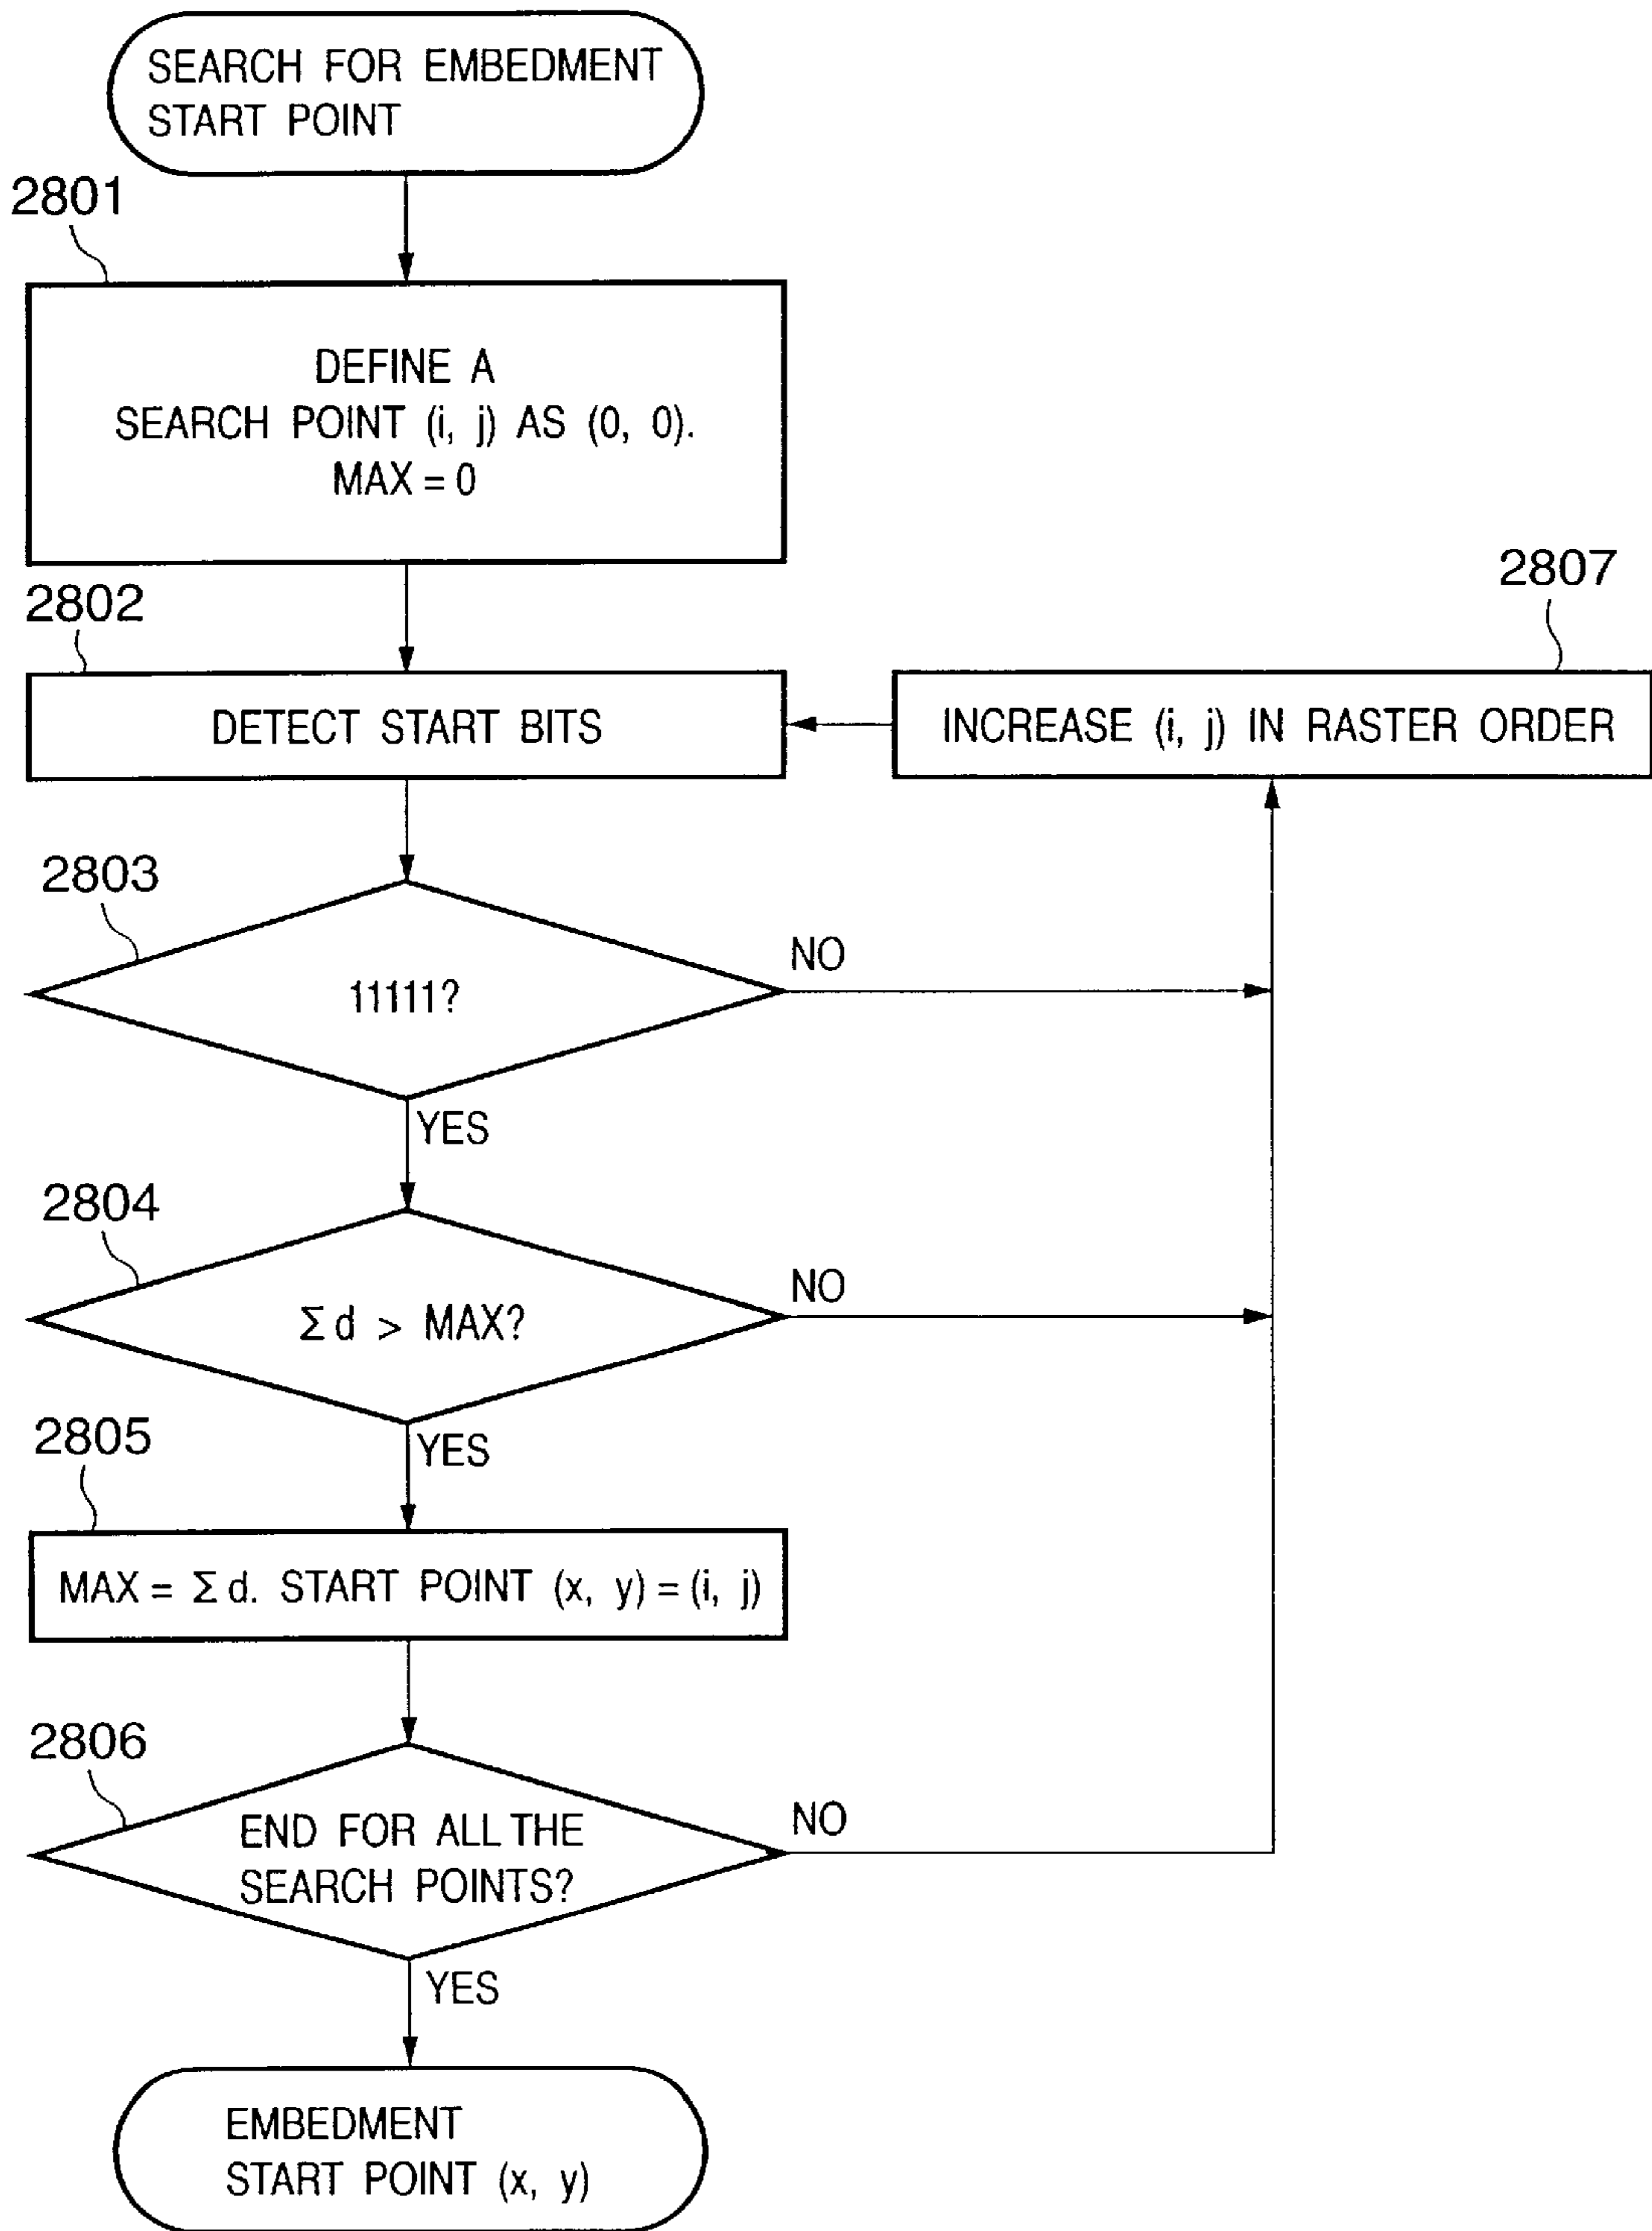 SEARCH FOR EMBEDMENT
START POINT
2801
DEFINE A
SEARCH POINT (i, j) AS (0, 0).
MAX = 0
2802
DETECT START BITS
2807
INCREASE (i, j) IN RASTER ORDER
2803
11111?
NO
YES
2804
Σd > MAX?
NO
YES
2805
MAX = Σd. START POINT (x, y) = (i, j)
2806
END FOR ALL THE
SEARCH POINTS?
NO
YES
EMBEDMENT
START POINT (x, y)